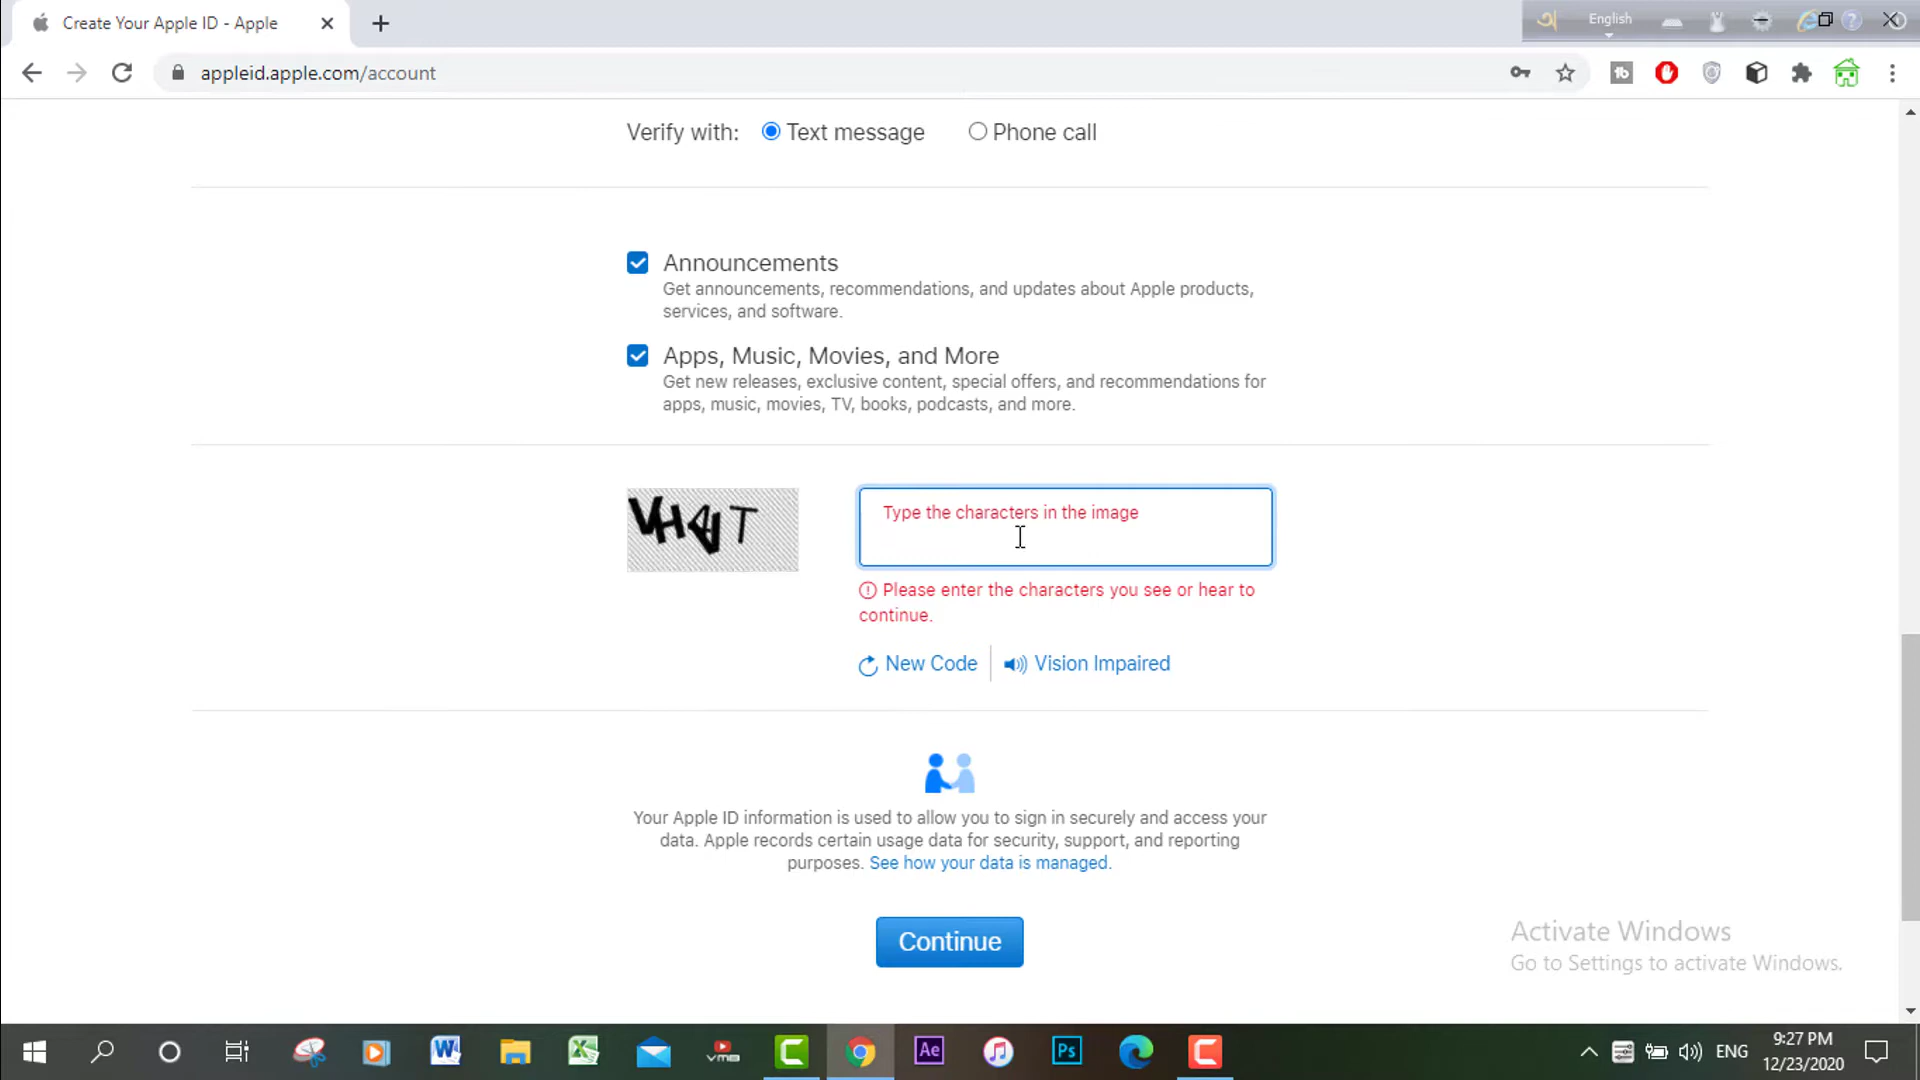 Create Your Apple ID - Apple
English
appleid.apple.com/account
Verify with: Text message Phone call
Announcements
Get announcements, recommendations, and updates about Apple products,
services, and software.
Apps, Music, Movies, and More
Get new releases, exclusive content, special offers, and recommendations for
apps, music, movies, TV, books, podcasts, and more.
Type the characters in the image
Please enter the characters you see or hear to
continue.
New Code Vision Impaired
Your Apple ID information is used to allow you to sign in securely and access your
data. Apple records certain usage data for security, support, and reporting
purposes. See how your data is managed.
Continue
Activate Windows
Go to Settings to activate Windows.
Ae
Ps
ENG
9:27 PM
12/23/2020